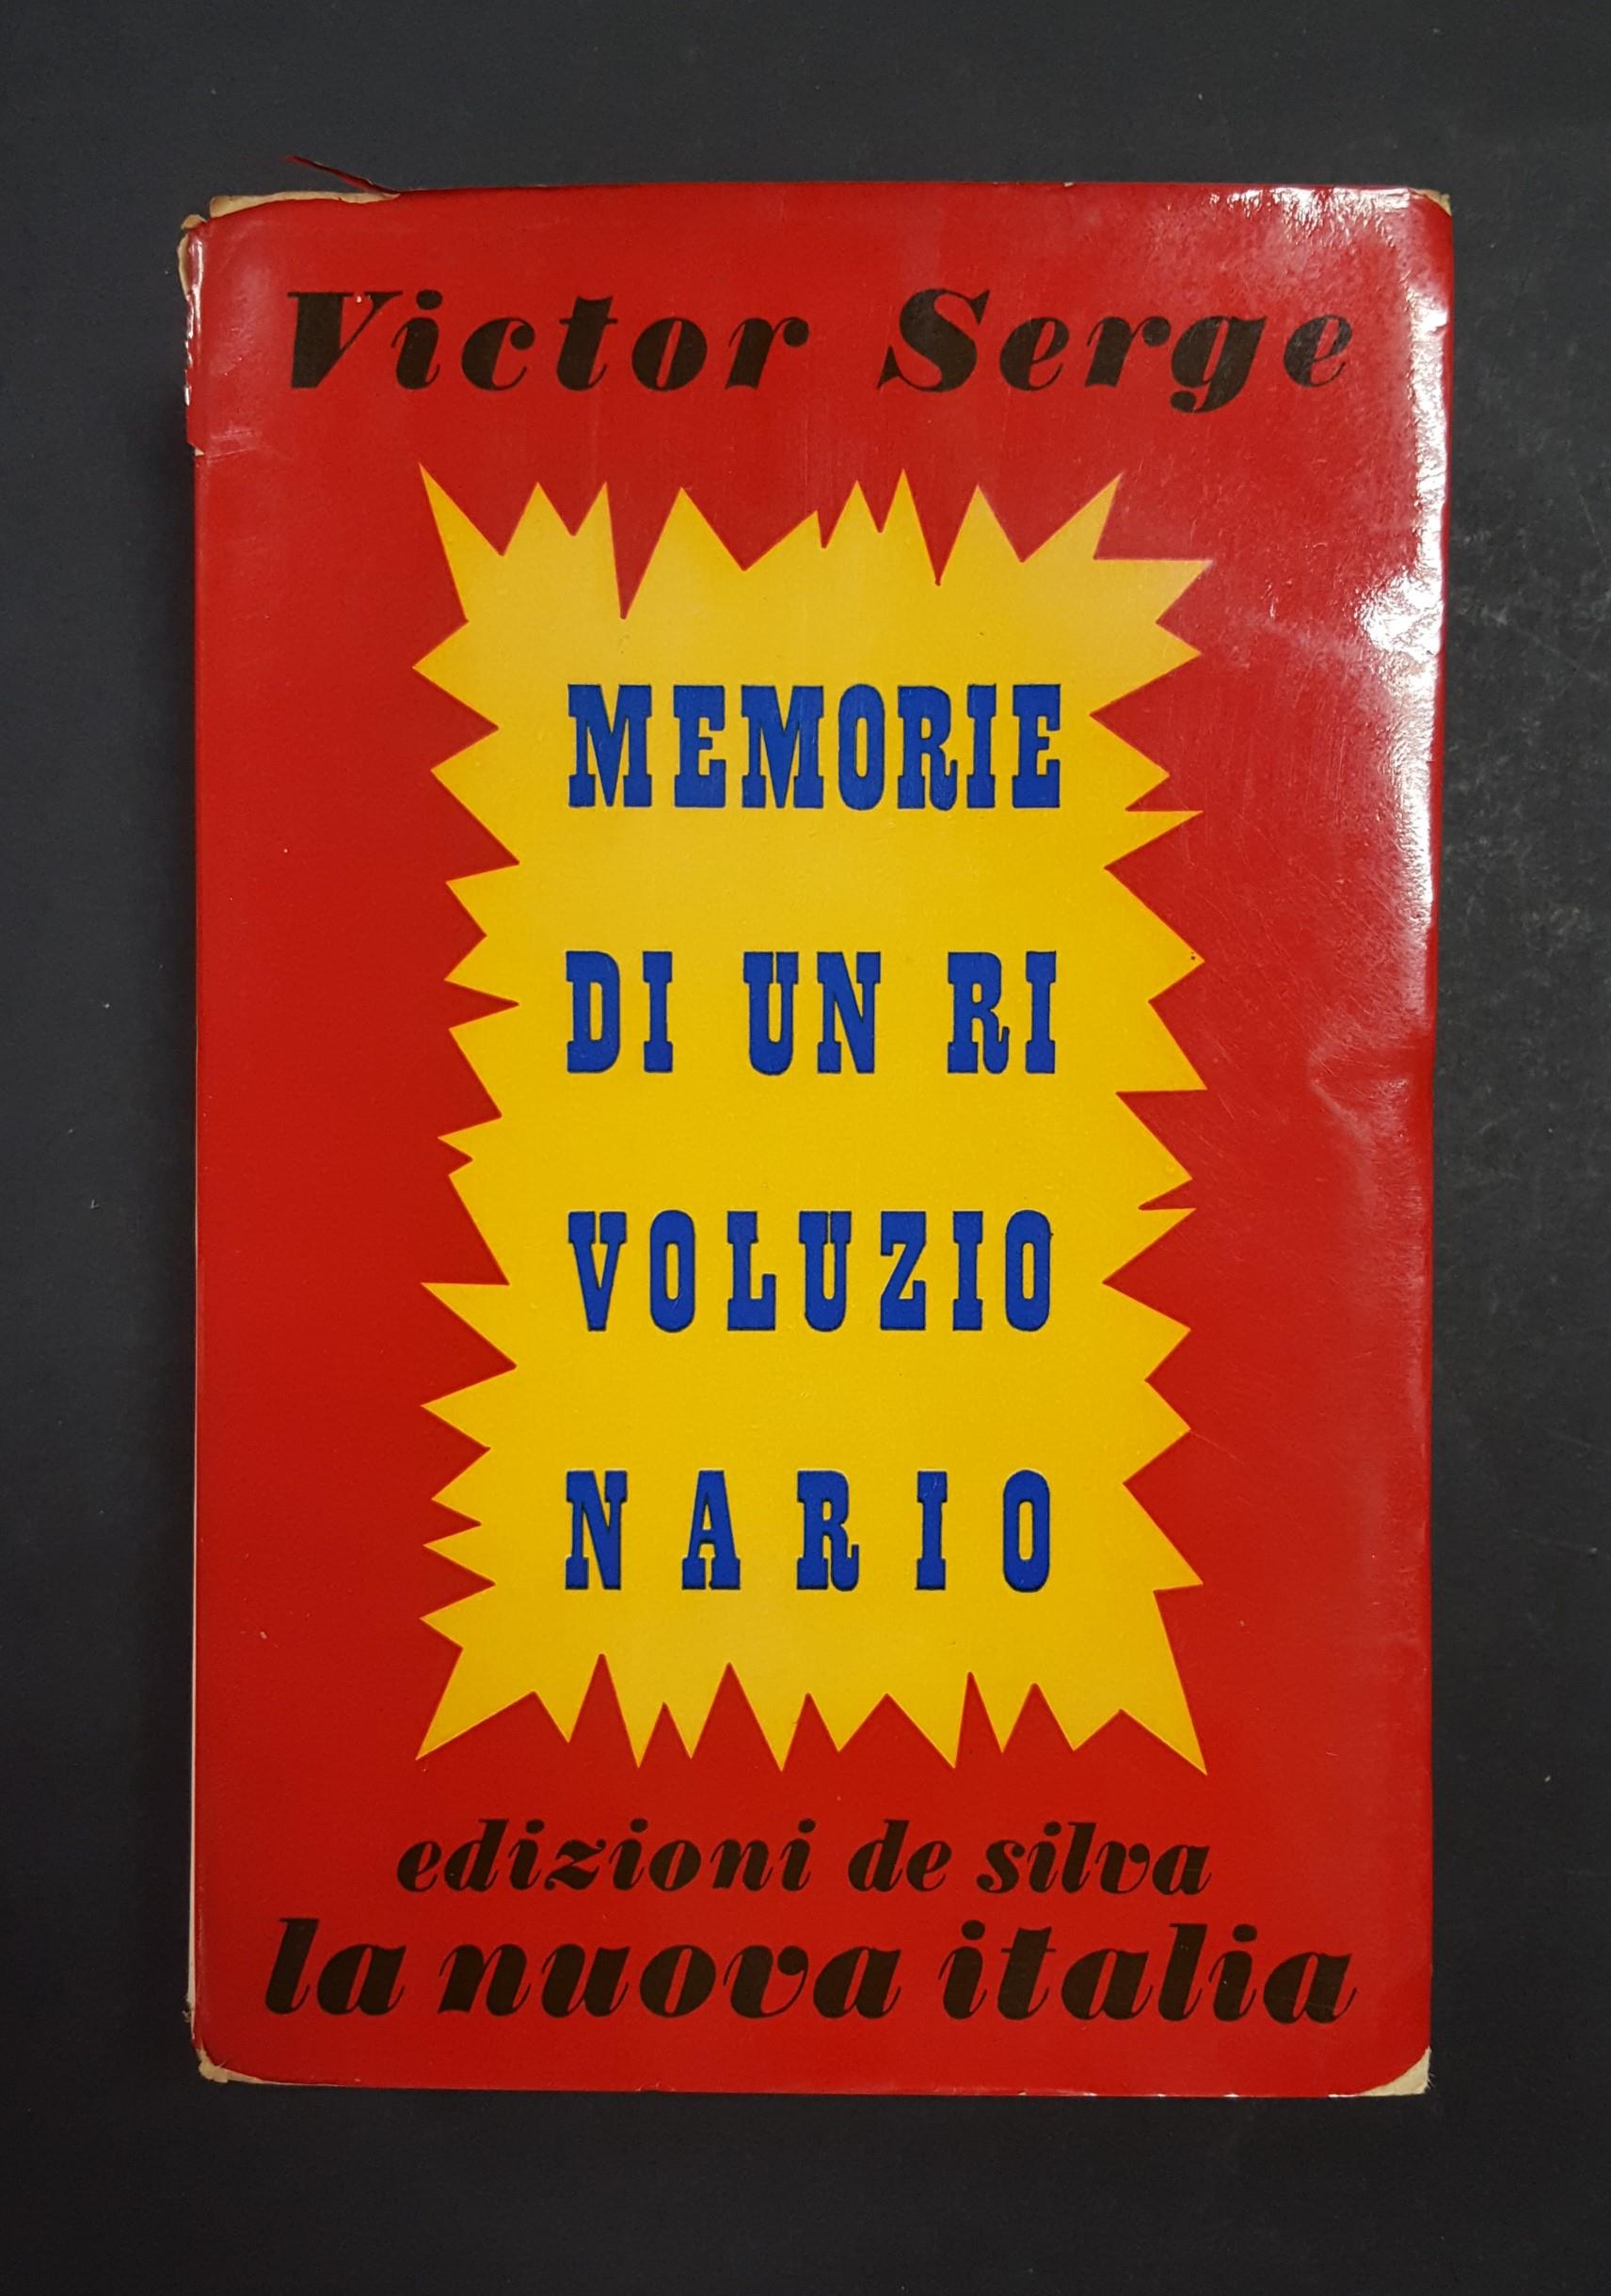 Victor Serge
MEMORIE
DI UN RI
VOLUZIO
NARIO
edizioni de silva
la nuova italia